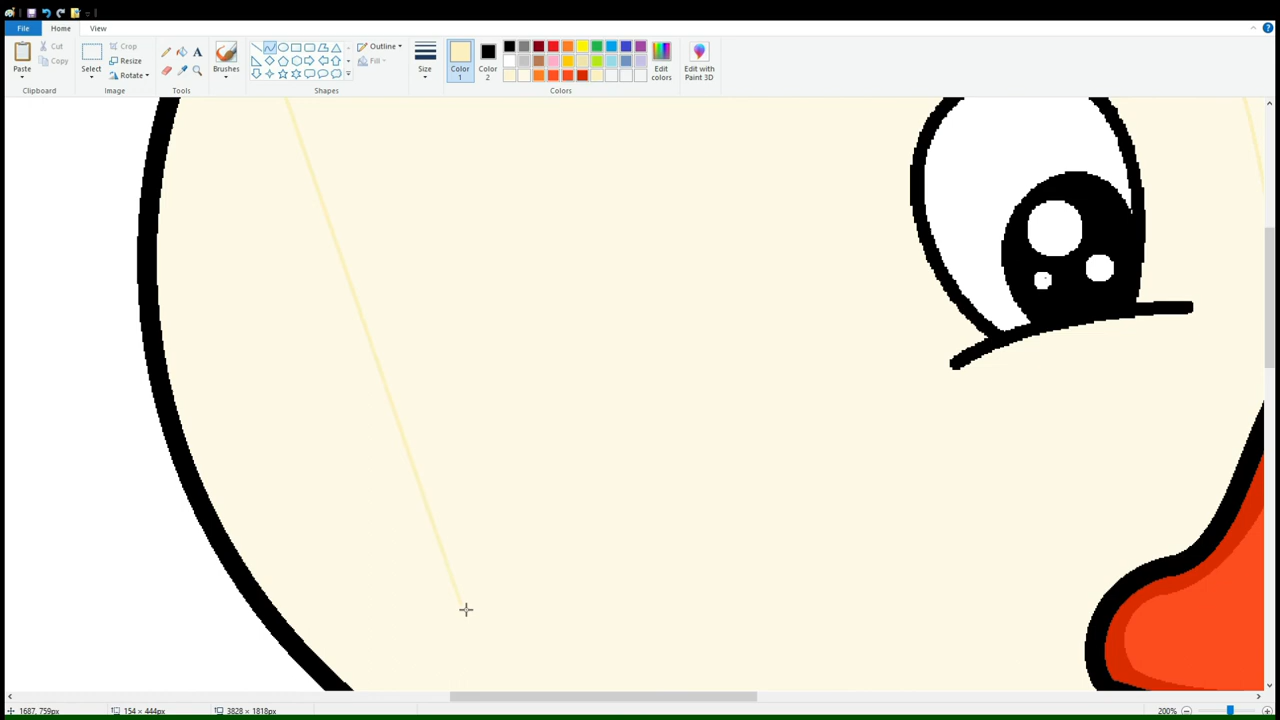 File Home View
Paste Cut Copy
Select Crop Resize Rotate
A
Brushes
Outline Fill
Size
Color 1
Color 2
Edit colors
Edit with Paint 3D
Clipboard Image Tools Shapes Colors
1687, 759px 154 × 444px 3828 × 1818px 200%